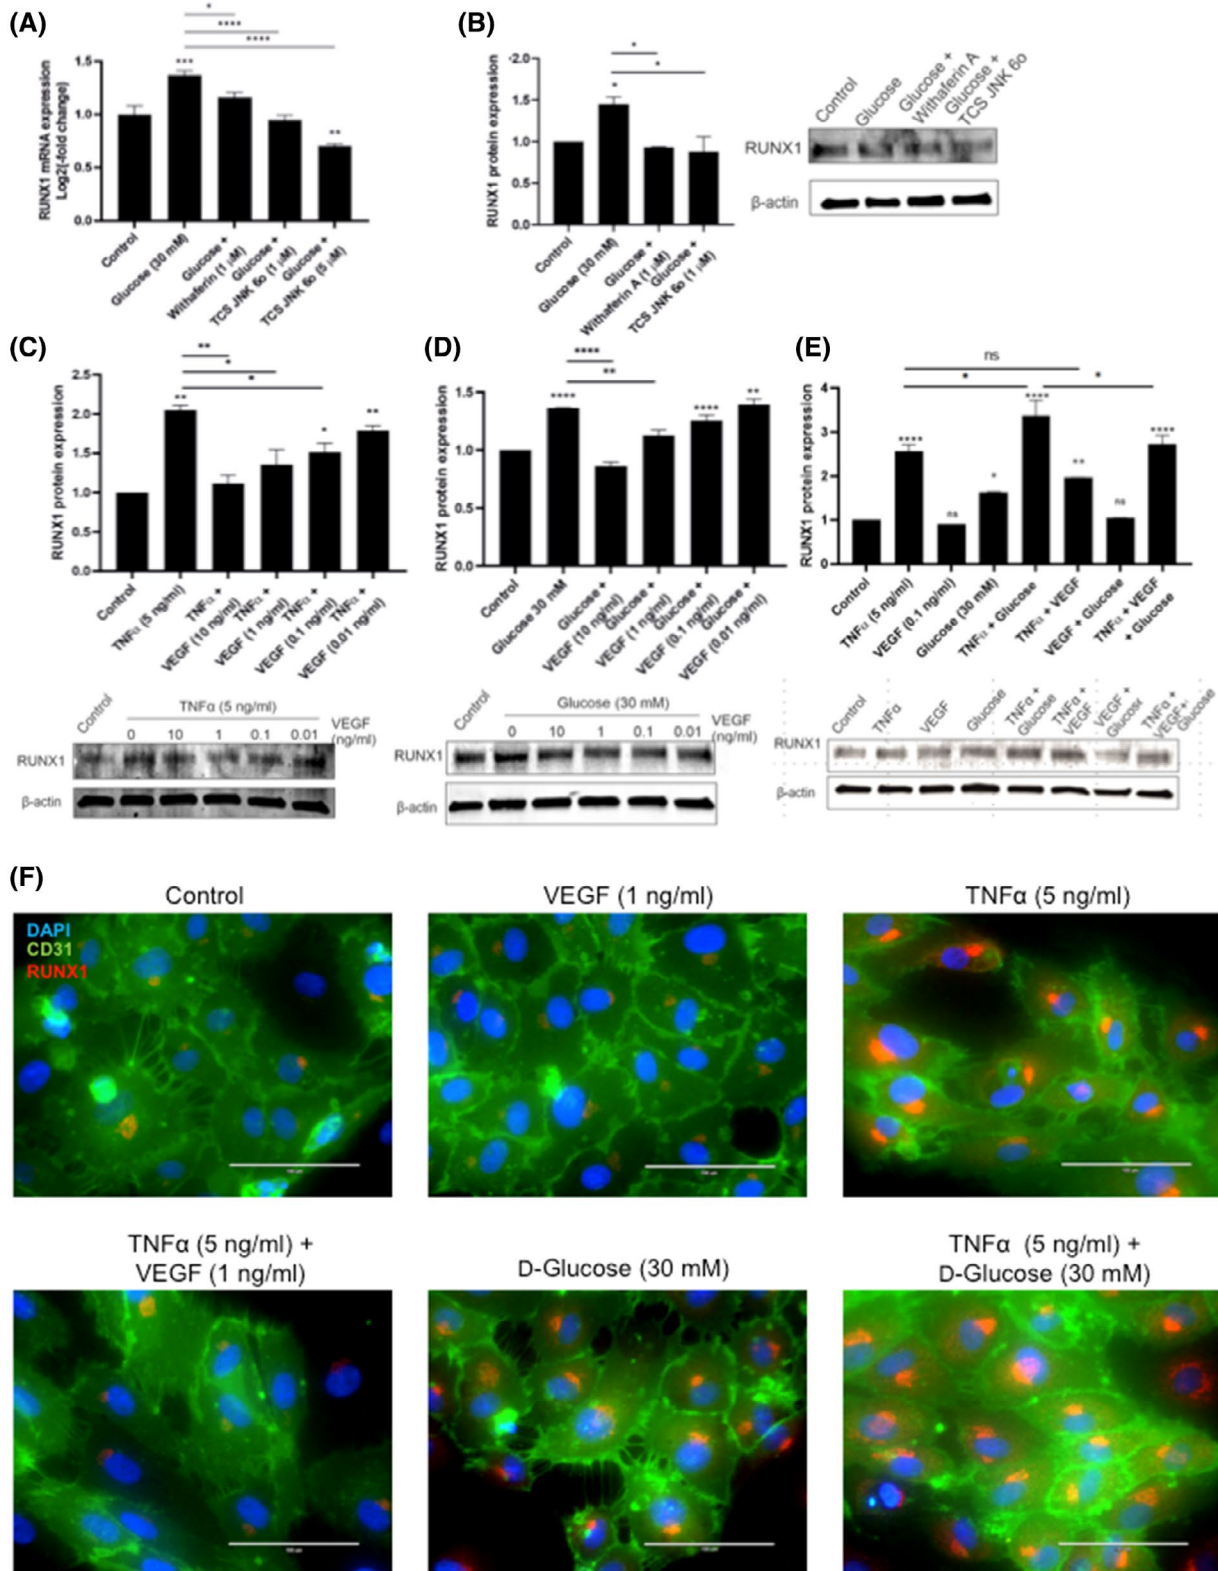 (A)
RUNX1 mRNA expression
Log2(-fold change)
*
****
****
***
**
1.5
1.0
0.5
0.0
Control
Glucose (30 mM)
Glucose +
Withaferin (1 µM)
Glucose +
TCS JNK 6o (1 µM)
Glucose +
TCS JNK 6o (5 µM)
(B)
RUNX1 protein expression
*
*
*
2.0
1.5
1.0
0.5
0.0
Control
Glucose (30 mM)
Glucose +
Withaferin A (1 µM)
Glucose +
TCS JNK 6o (1 µM)
Control
Glucose
Glucose +
Withaferin A
Glucose +
TCS JNK 6o
RUNX1
β-actin
(C)
RUNX1 protein expression
**
*
*
**
*
**
2.5
2.0
1.5
1.0
0.5
0.0
Control
TNFα (5 ng/ml)
TNFα +
VEGF (10 ng/ml)
TNFα +
VEGF (1 ng/ml)
TNFα +
VEGF (0.1 ng/ml)
TNFα +
VEGF (0.01 ng/ml)
Control
TNFα (5 ng/ml)
0 10 1 0.1 0.01
VEGF
(ng/ml)
RUNX1
β-actin
(D)
RUNX1 protein expression
****
**
****
****
**
1.5
1.0
0.5
0.0
Control
Glucose 30 mM
Glucose +
VEGF (10 ng/ml)
Glucose +
VEGF (1 ng/ml)
Glucose +
VEGF (0.1 ng/ml)
Glucose +
VEGF (0.01 ng/ml)
Control
Glucose (30 mM)
0 10 1 0.1 0.01
VEGF
(ng/ml)
RUNX1
β-actin
(E)
RUNX1 protein expression
ns
*
*
****
ns
*
****
**
ns
****
4
3
2
1
0
Control
TNFα (5 ng/ml)
VEGF (0.1 ng/ml)
Glucose (30 mM)
TNFα + Glucose
TNFα + VEGF
VEGF + Glucose
TNFα + VEGF
+ Glucose
Control
TNFα
VEGF
Glucose
TNFα +
Glucose
TNFα +
VEGF
VEGF +
Glucose
TNFα +
VEGF+
Glucose
RUNX1
β-actin
(F)
Control
VEGF (1 ng/ml)
TNFα (5 ng/ml)
DAPI
CD31
RUNX1
TNFα (5 ng/ml) +
VEGF (1 ng/ml)
D-Glucose (30 mM)
TNFα (5 ng/ml) +
D-Glucose (30 mM)